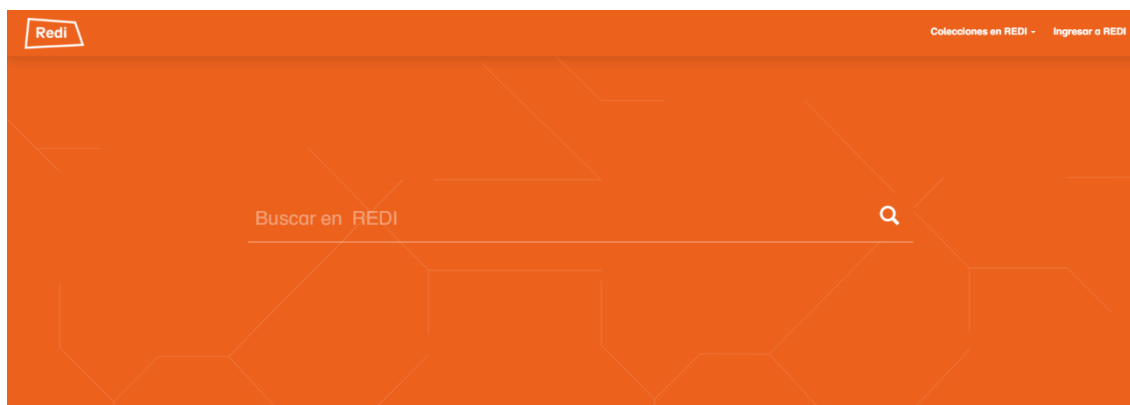 Redi
Colecciones en REDI
Ingresar a REDI
Buscar en REDI